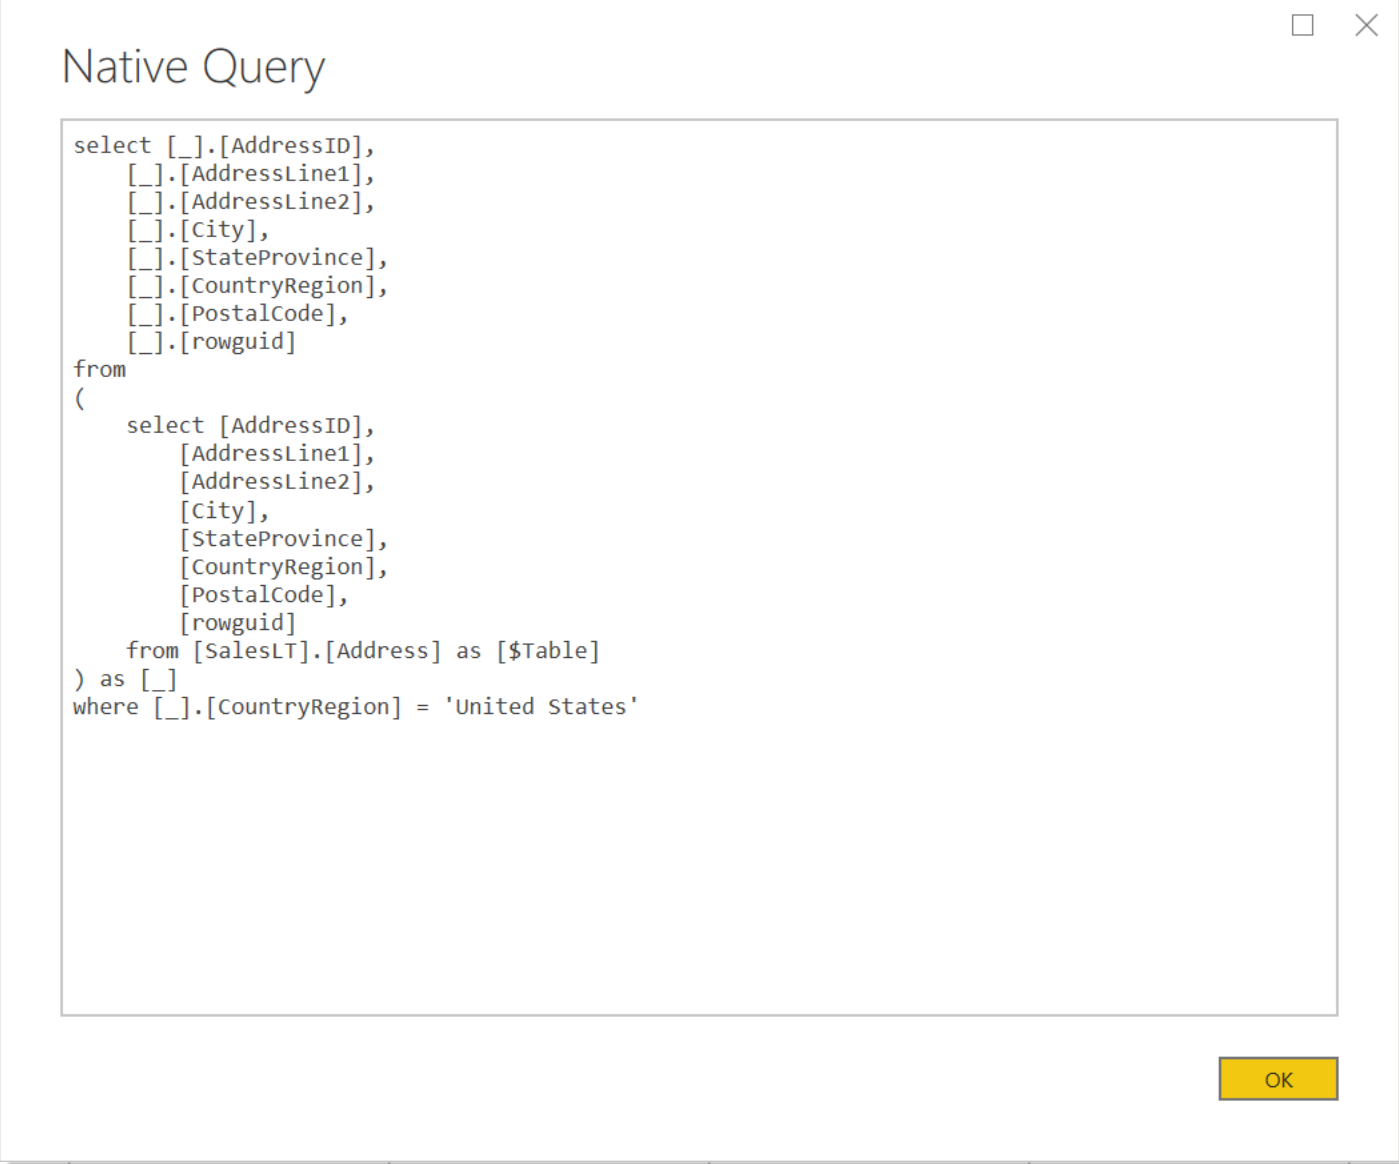 Native Query
select [_].[AddressID],
    [_].[AddressLine1],
    [_].[AddressLine2],
    [_].[City],
    [_].[StateProvince],
    [_].[CountryRegion],
    [_].[PostalCode],
    [_].[rowguid]
from
(
    select [AddressID],
        [AddressLine1],
        [AddressLine2],
        [City],
        [StateProvince],
        [CountryRegion],
        [PostalCode],
        [rowguid]
    from [SalesLT].[Address] as [$Table]
) as [_]
where [_].[CountryRegion] = 'United States'
OK